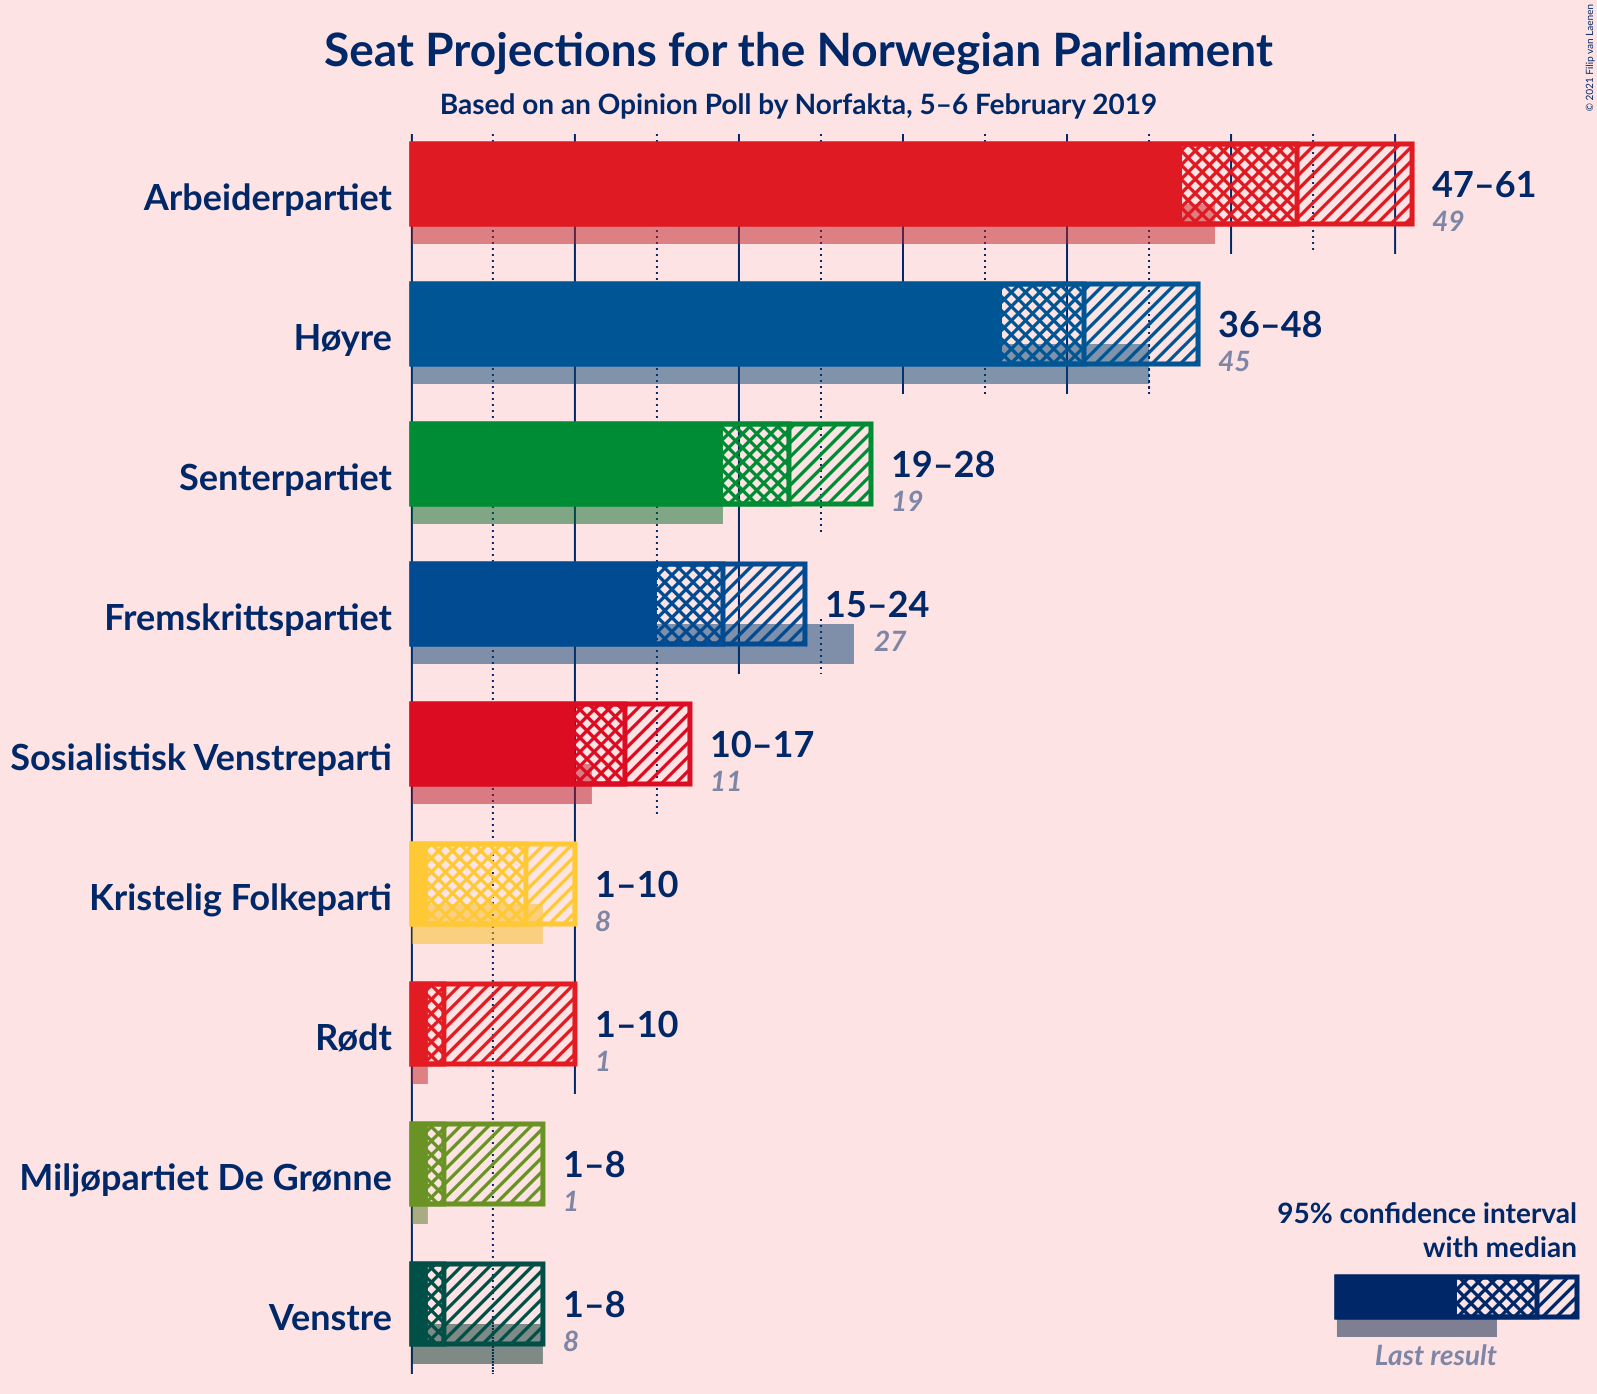 Seat Projections for the Norwegian Parliament
Based on an Opinion Poll by Norfakta, 5–6 February 2019
© 2021 Filip van Laenen
Arbeiderpartiet
47–61
49
Høyre
36–48
45
Senterpartiet
19–28
19
Fremskrittspartiet
15–24
27
Sosialistisk Venstreparti
10–17
11
Kristelig Folkeparti
1–10
8
Rødt
1–10
1
Miljøpartiet De Grønne
1–8
1
Venstre
1–8
8
95% confidence interval
with median
Last result